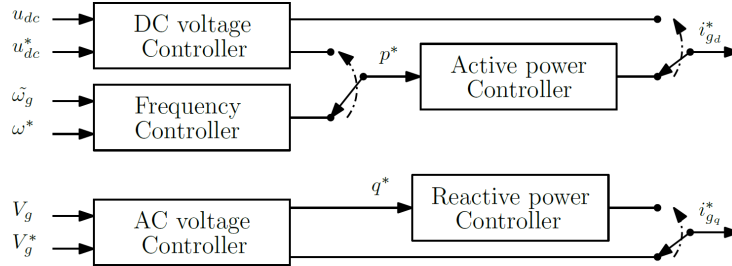 u_dc
u*_dc
DC voltage
Controller
ω̃_g
ω*
Frequency
Controller
p*
Active power
Controller
i*_gd
V_g
V*_g
AC voltage
Controller
q*
Reactive power
Controller
i*_gq